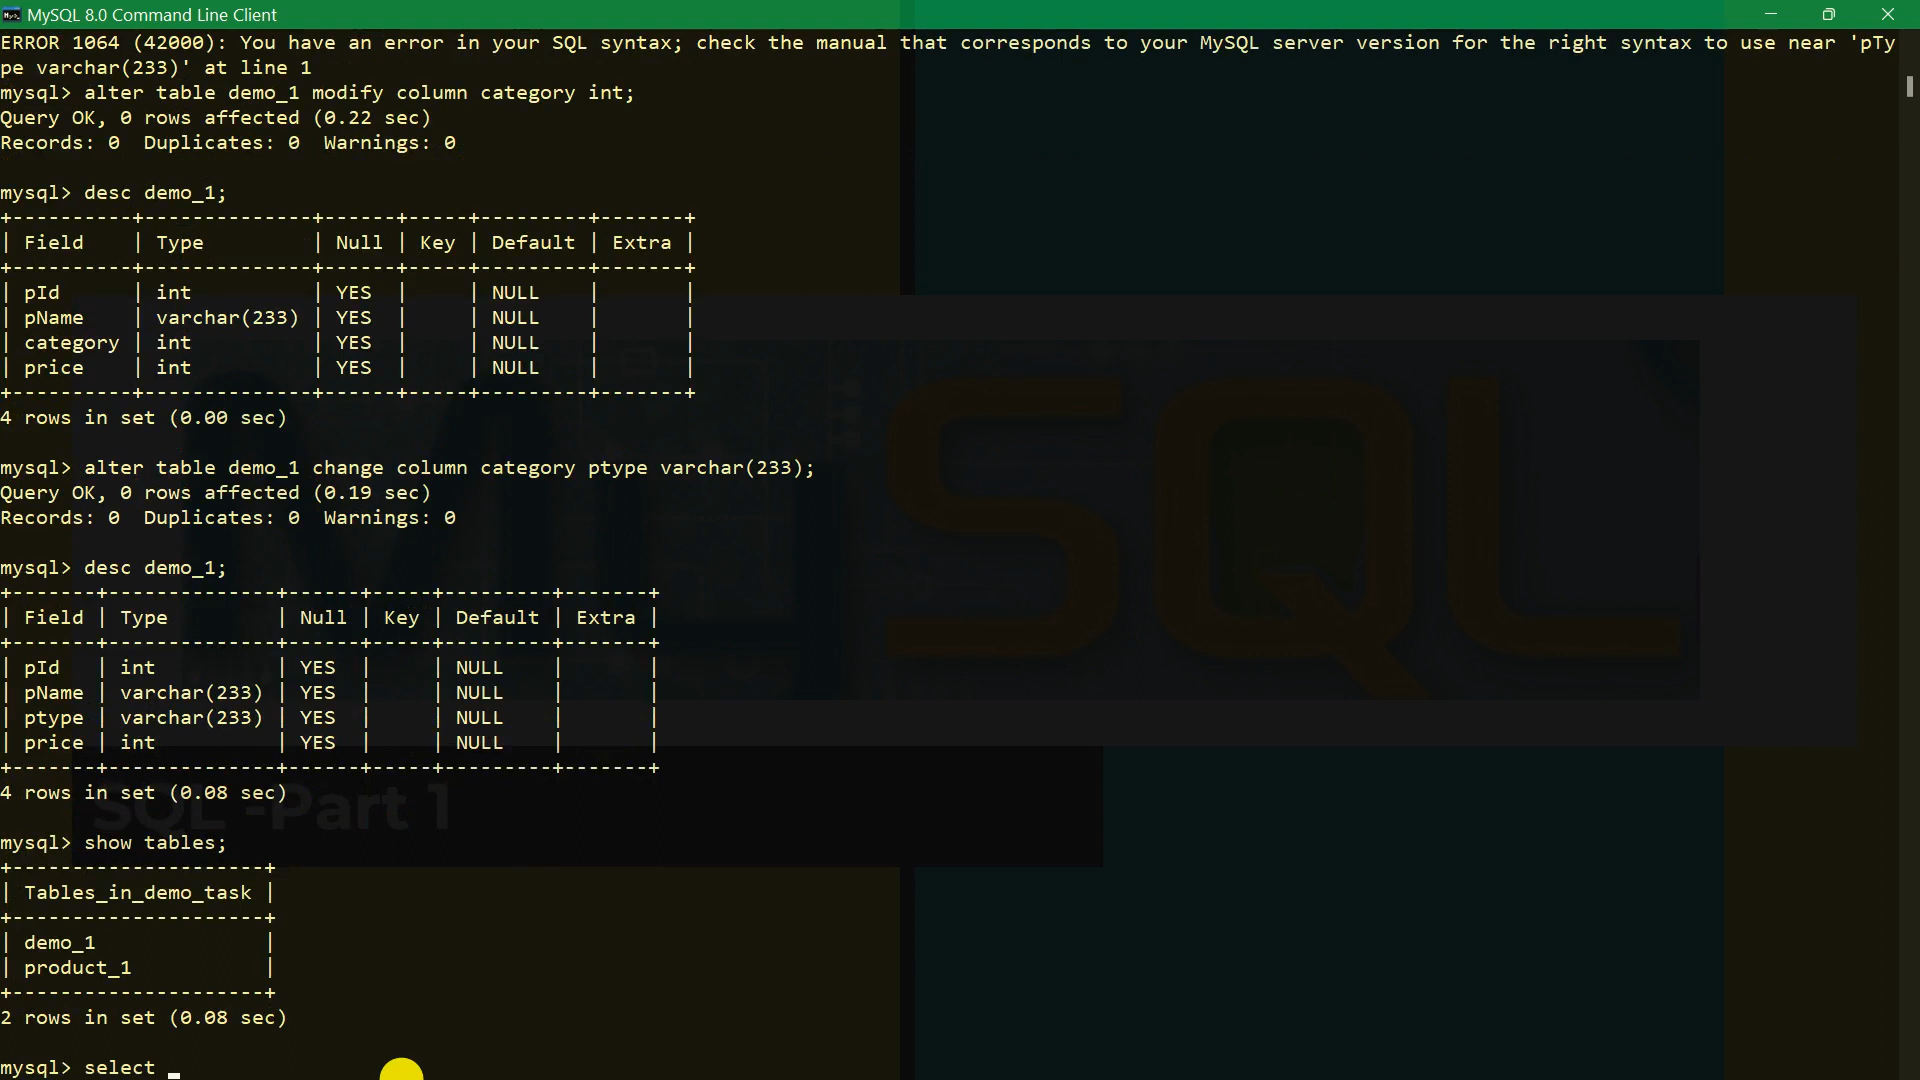 MySQL 8.0 Command Line Client
ERROR 1064 (42000): You have an error in your SQL syntax; check the manual that corresponds to your MySQL server version for the right syntax to use near 'pTy
pe varchar(233)' at line 1
mysql> alter table demo_1 modify column category int;
Query OK, 0 rows affected (0.22 sec)
Records: 0  Duplicates: 0  Warnings: 0
mysql> desc demo_1;
+----------+--------------+------+-----+---------+-------+
| Field    | Type         | Null | Key | Default | Extra |
+----------+--------------+------+-----+---------+-------+
| pId      | int          | YES  |     | NULL    |       |
| pName    | varchar(233) | YES  |     | NULL    |       |
| category | int          | YES  |     | NULL    |       |
| price    | int          | YES  |     | NULL    |       |
+----------+--------------+------+-----+---------+-------+
4 rows in set (0.00 sec)
mysql> alter table demo_1 change column category ptype varchar(233);
Query OK, 0 rows affected (0.19 sec)
Records: 0  Duplicates: 0  Warnings: 0
mysql> desc demo_1;
+-------+--------------+------+-----+---------+-------+
| Field | Type         | Null | Key | Default | Extra |
+-------+--------------+------+-----+---------+-------+
| pId   | int          | YES  |     | NULL    |       |
| pName | varchar(233) | YES  |     | NULL    |       |
| ptype | varchar(233) | YES  |     | NULL    |       |
| price | int          | YES  |     | NULL    |       |
+-------+--------------+------+-----+---------+-------+
4 rows in set (0.08 sec)
mysql> show tables;
+---------------------+
| Tables_in_demo_task |
+---------------------+
| demo_1              |
| product_1           |
+---------------------+
2 rows in set (0.08 sec)
mysql> select
SQL
SQL -Part 1